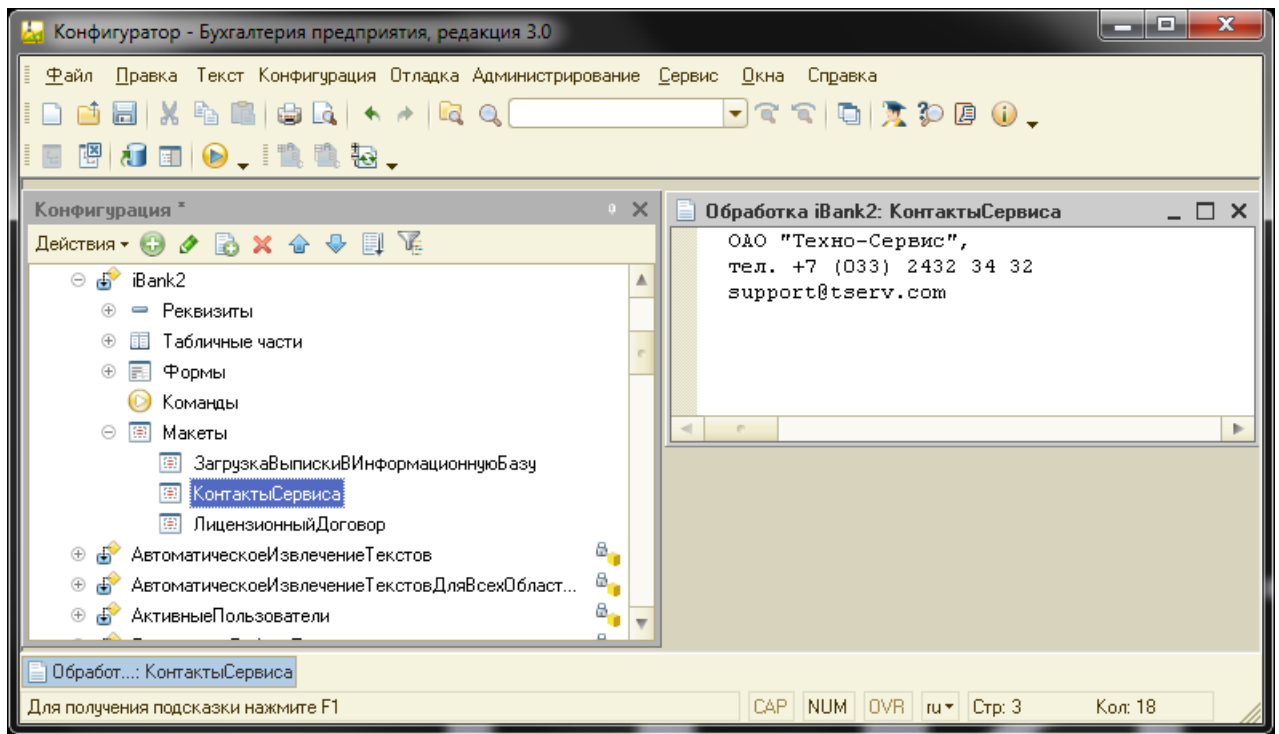 Конфигуратор - Бухгалтерия предприятия, редакция 3.0
Файл Правка Текст Конфигурация Отладка Администрирование Сервис Окна Справка
Конфигурация *
Действия
iBank2
Реквизиты
Табличные части
Формы
Команды
Макеты
ЗагрузкаВыпискиВИнформационнуюБазу
КонтактыСервиса
ЛицензионныйДоговор
АвтоматическоеИзвлечениеТекстов
АвтоматическоеИзвлечениеТекстовДляВсехОбласт...
АктивныеПользователи
Обработка iBank2: КонтактыСервиса
ОАО "Техно-Сервис",
тел. +7 (033) 2432 34 32
support@tserv.com
Обработ...: КонтактыСервиса
Для получения подсказки нажмите F1
CAP NUM OVR ru Стр: 3 Кол: 18